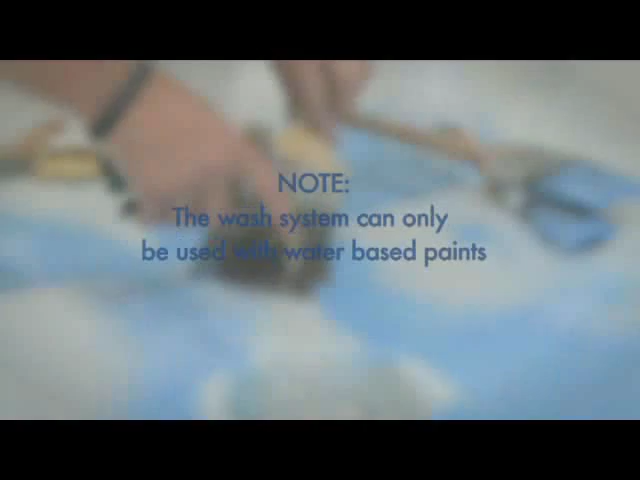 NOTE:
The wash system can only
be used with water based paints